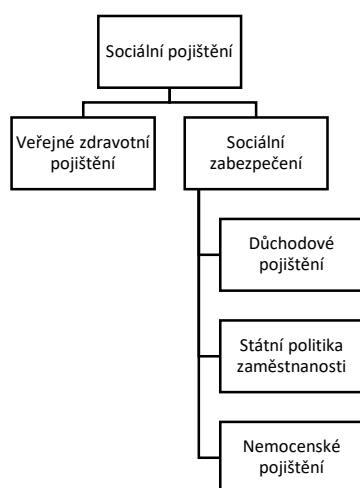 Sociální pojištění
Veřejné zdravotní
pojištění
Sociální
zabezpečení
Důchodové
pojištění
Státní politika
zaměstnanosti
Nemocenské
pojištění